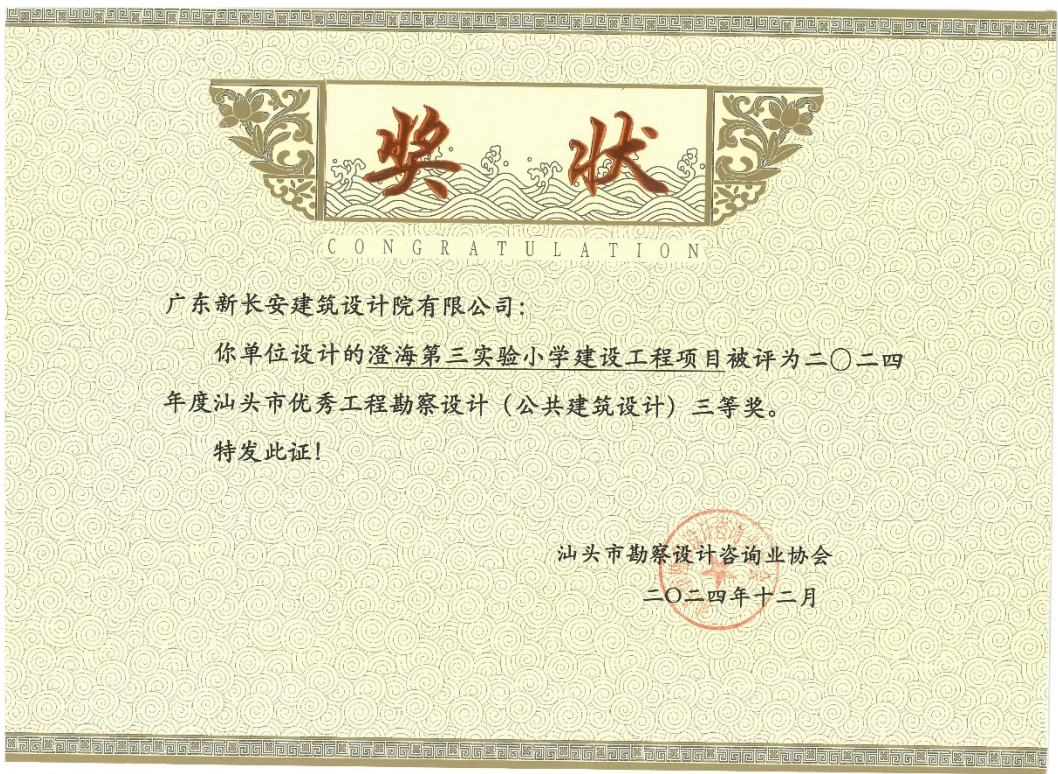 奖状
CONGRATULATION
广东新长安建筑设计院有限公司：
你单位设计的澄海第三实验小学建设工程项目被评为二〇二四
年度汕头市优秀工程勘察设计（公共建筑设计）三等奖。
特发此证！
汕头市勘察设计咨询业协会
二〇二四年十二月